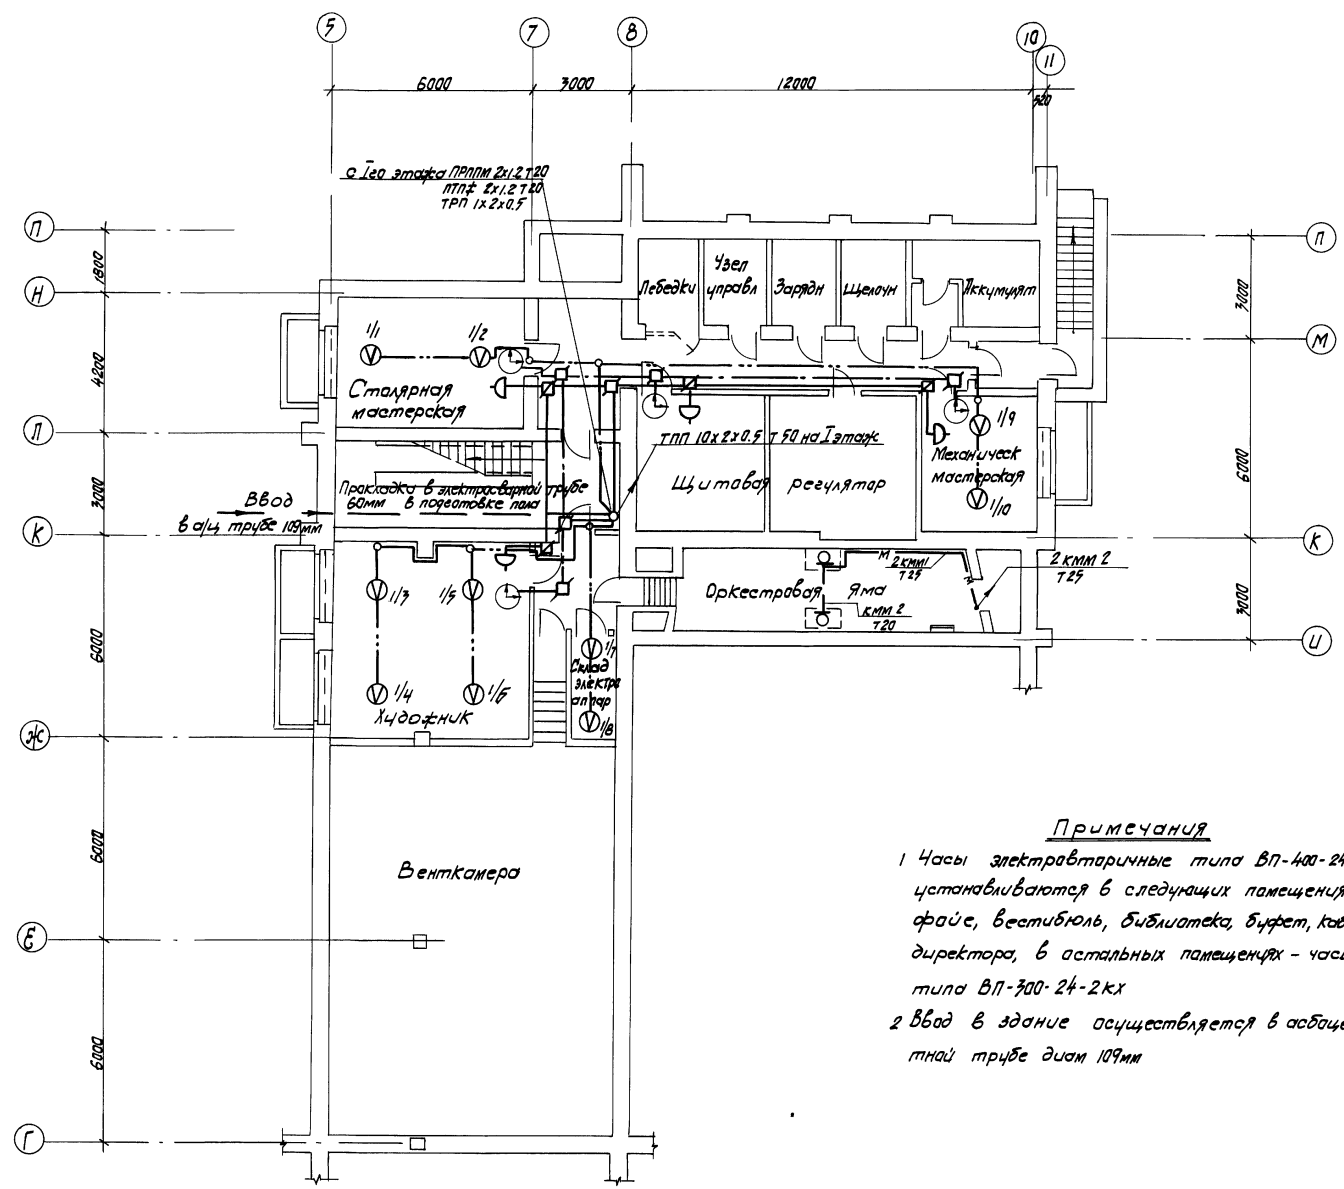 5
7
8
10
11
6000
3000
12000
520
с Iго этажа ПРППМ 2х1.2 Т20
ПТПЖ 2х1.2 Т20
ТРП 1х2х0.5
П
Н
Л
К
Ж
Е
Г
1800
4200
3000
6000
6000
6000
П
М
К
И
3000
6000
3000
Лебедки
Узел
управл
Зарядн
Щелочн
Аккумулят
1/1
1/2
Столярная
мастерская
ТПП 10х2х0.5 Т50 на I этаж
1/9
Механическ
мастерская
1/10
Щитовая
регулятор
Прокладка в электросварной трубе
60мм в подготовке пола
Ввод
в а/ц трубе 109мм
1/3
1/5
1/4
1/6
Художник
1/7
Склад
электро
аппар
1/8
Оркестровая яма
М
2 КММ 1
Т25
2 КММ 2
Т25
КММ 2
Т20
Венткамера
Примечания
1 Часы электровторичные типа ВП-400-24
устанавливаются в следующих помещения
фойе, вестибюль, библиотека, буфет, каб
директора, в остальных помещениях - час
типа ВП-300-24-2кх
2 Ввод в здание осуществляется в асбоце
тной трубе диам 109мм